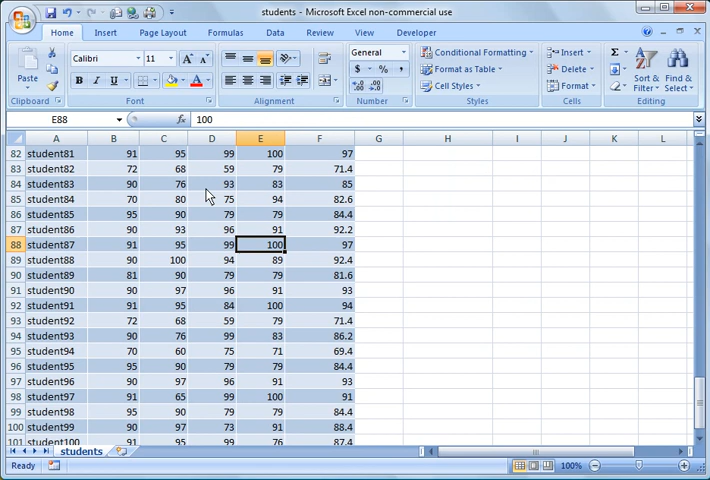 students - Microsoft Excel non-commercial use
Home Insert Page Layout Formulas Data Review View Developer
Calibri 11 General Conditional Formatting Insert
Paste Format as Table Delete Sort & Filter Find & Select
B I U $ % , Cell Styles Format
Clipboard Font Alignment Number Styles Cells Editing
E88 fx 100
A B C D E F G H I J K L
82 student81 91 95 99 100 97
83 student82 72 68 59 79 71.4
84 student83 90 76 93 83 85
85 student84 70 80 75 94 82.6
86 student85 95 90 79 79 84.4
87 student86 90 93 96 91 92.2
88 student87 91 95 99 100 97
89 student88 90 100 94 89 92.4
90 student89 81 90 79 79 81.6
91 student90 90 97 96 91 93
92 student91 91 95 84 100 94
93 student92 72 68 59 79 71.4
94 student93 90 76 99 83 86.2
95 student94 70 60 75 71 69.4
96 student95 95 90 79 79 84.4
97 student96 90 97 96 91 93
98 student97 91 65 99 100 91
99 student98 95 90 79 79 84.4
100 student99 90 97 73 91 88.4
101 student100 91 95 99 76 87.4
students
Ready 100%